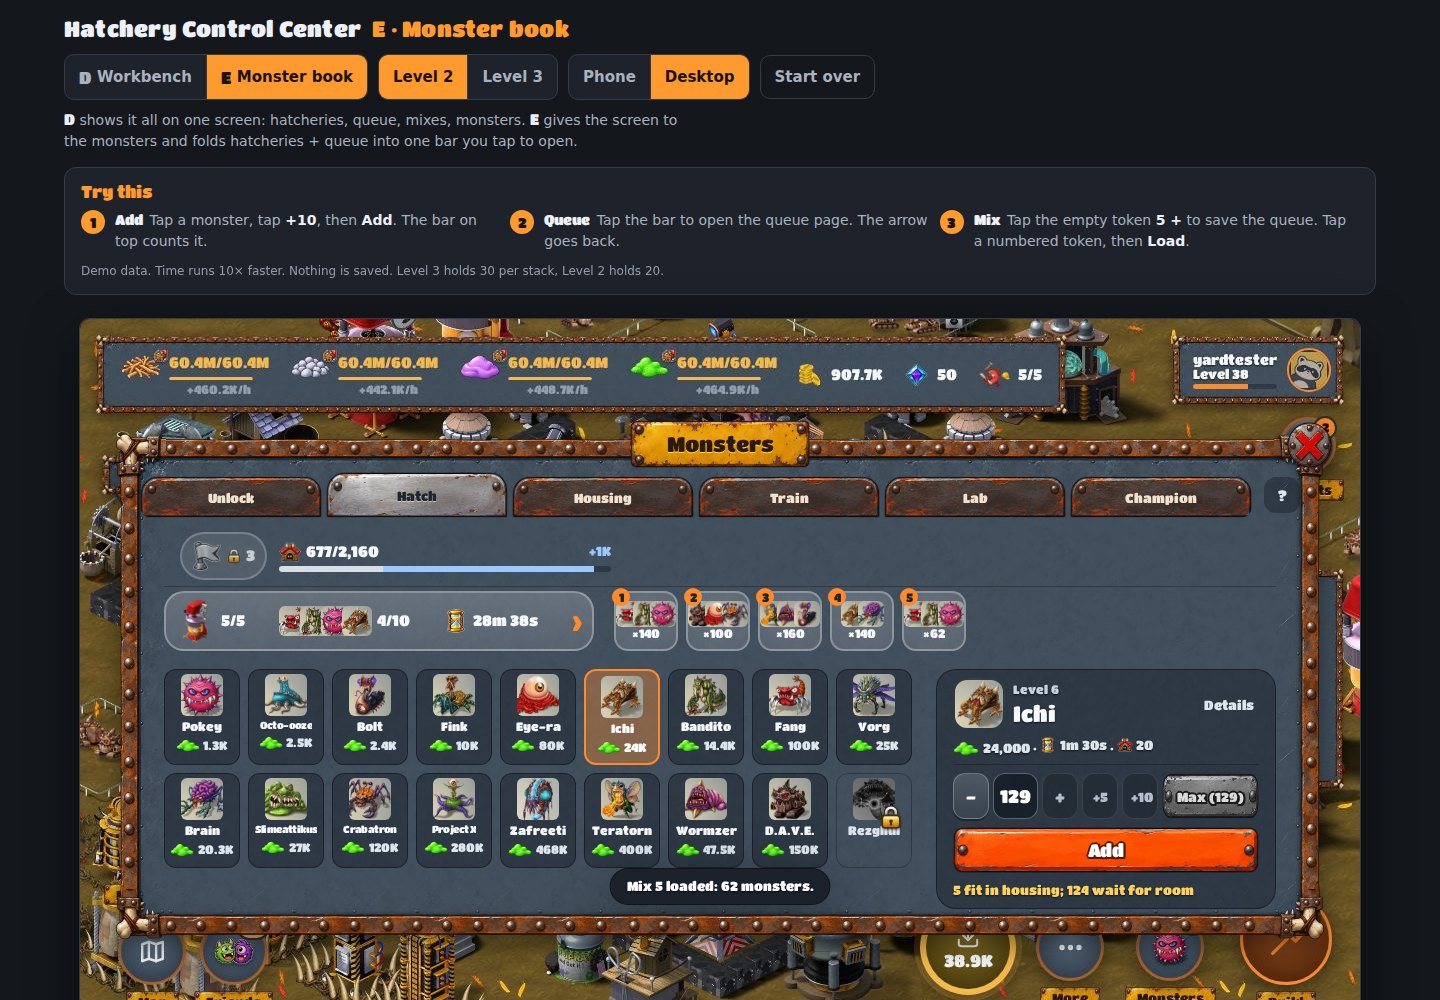 Hatchery Control Center E · Monster book
D Workbench E Monster book Level 2 Level 3 Phone Desktop Start over
D shows it all on one screen: hatcheries, queue, mixes, monsters. E gives the screen to
the monsters and folds hatcheries + queue into one bar you tap to open.
Try this
1 Add Tap a monster, tap +10, then Add. The bar on
top counts it.
2 Queue Tap the bar to open the queue page. The arrow
goes back.
3 Mix Tap the empty token 5 + to save the queue. Tap
a numbered token, then Load.
Demo data. Time runs 10× faster. Nothing is saved. Level 3 holds 30 per stack, Level 2 holds 20.
60.4M/60.4M 60.4M/60.4M 60.4M/60.4M 60.4M/60.4M 907.7K 50 5/5
+460.2K/h +442.1K/h +448.7K/h +464.9K/h
yardtester
Level 38
Monsters
Unlock Hatch Housing Train Lab Champion ?
3 677/2,160 +1K
5/5 4/10 28m 38s
1 2 3 4 5
×140 ×100 ×160 ×140 ×62
Pokey Octo-ooze Bolt Fink Eye-ra Ichi Bandito Fang Vorg
1.3K 2.5K 2.4K 10K 80K 24K 14.4K 100K 25K
Brain Slimeattikus Crabatron Project X Zafreeti Teratorn Wormzer D.A.V.E.
20.3K 27K 120K 280K 468K 400K 47.5K 150K
Level 6
Ichi
Details
24,000 · 1m 30s · 20
− 129 + +5 +10 Max (129)
Add
5 fit in housing; 124 wait for room
Mix 5 loaded: 62 monsters.
38.9K
More Monsters